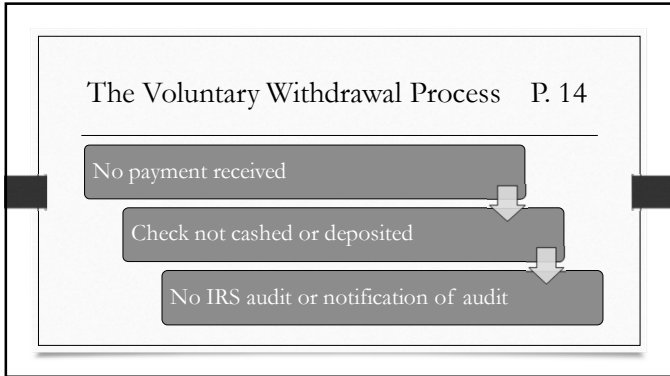 The Voluntary Withdrawal Process P. 14
No payment received
Check not cashed or deposited
No IRS audit or notification of audit